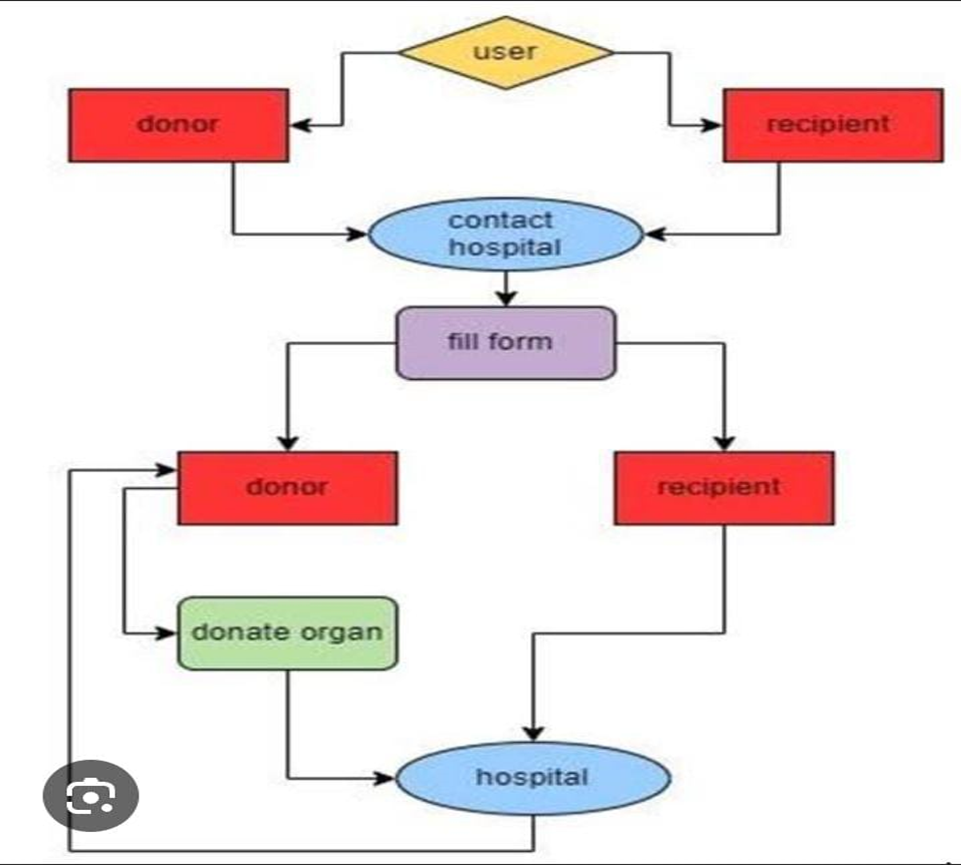 user
donor
recipient
contact
hospital
fill form
donor
recipient
donate organ
hospital